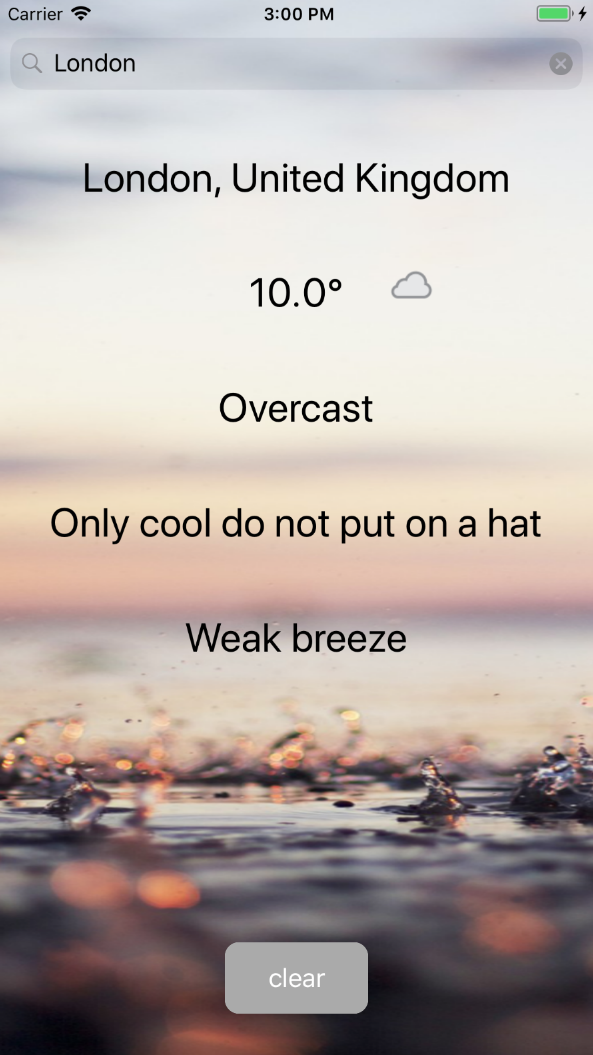 Carrier 3:00 PM
London
London, United Kingdom
10.0°
Overcast
Only cool do not put on a hat
Weak breeze
clear